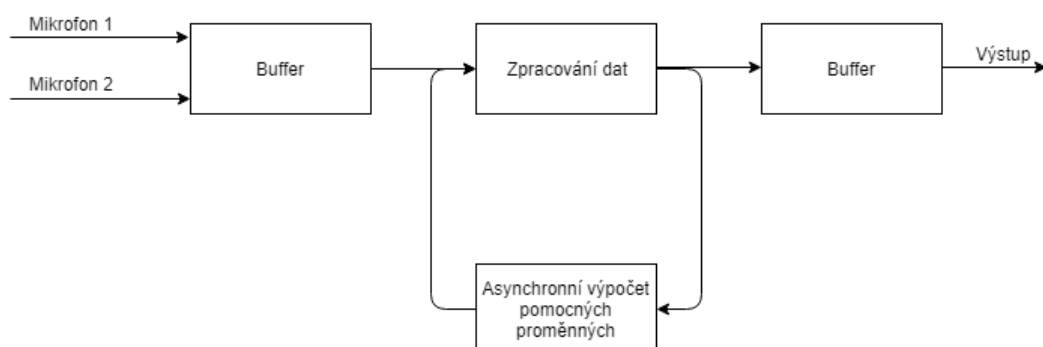 Mikrofon 1
Mikrofon 2
Buffer
Zpracování dat
Buffer
Výstup
Asynchronní výpočet
pomocných
proměnných